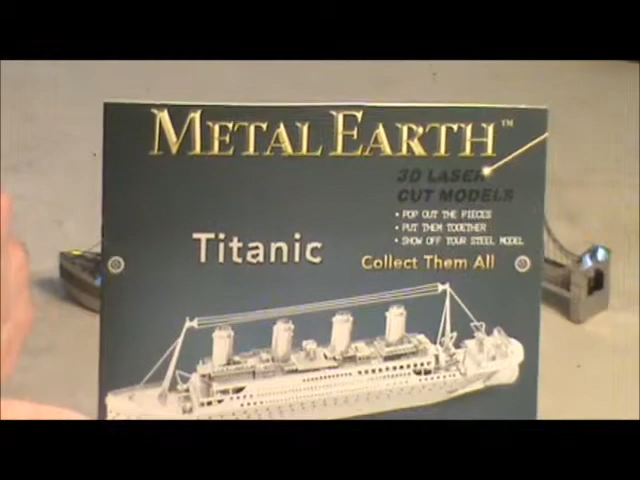 METAL EARTH™
3D LASER
CUT MODELS
• POP OUT THE PIECES
• PUT THEM TOGETHER
• SHOW OFF YOUR STEEL MODEL
Titanic
Collect Them All